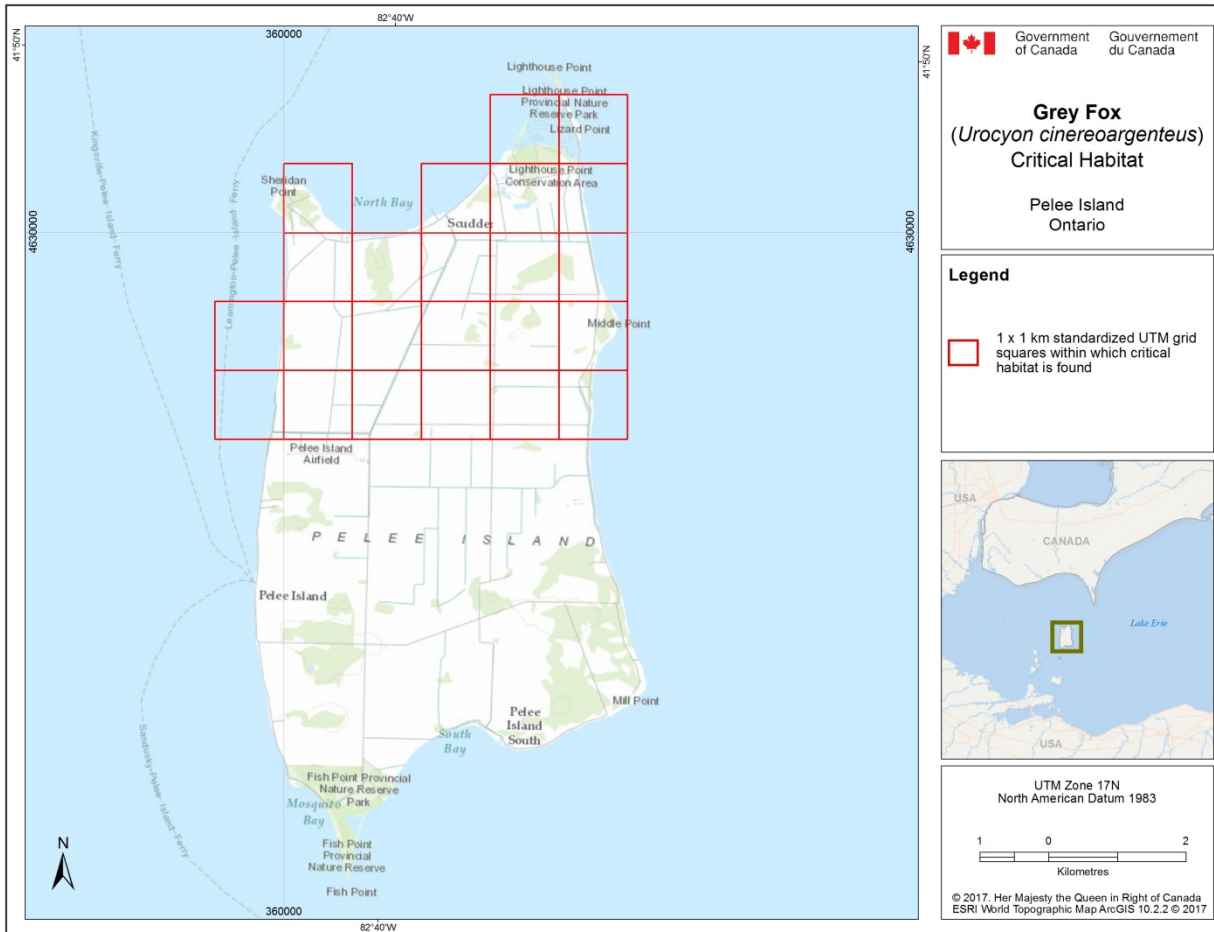 82°40'W
360000
41°50'N
41°50'N
Lighthouse Point
Lighthouse Point
Provincial Nature
Reserve Park
Lizard Point
Lighthouse Point
Conservation Area
Sheridan
Point
North Bay
Scudder
Kingsville-Pelee Island-Ferry
Leamington-Pelee-Island Ferry
4630000
4630000
Middle Point
Pelee Island
Airfield
PELEE ISLAND
Pelee Island
Mill Point
Pelee
Island
South
South
Bay
Sandusky-Pelee-Island-Ferry
Fish Point Provincial
Nature Reserve
Park
Mosquito
Bay
Fish Point
Provincial
Nature Reserve
Fish Point
N
360000
82°40'W
Government
of Canada
Gouvernement
du Canada
Grey Fox
(Urocyon cinereoargenteus)
Critical Habitat
Pelee Island
Ontario
Legend
1 x 1 km standardized UTM grid
squares within which critical
habitat is found
USA
CANADA
Lake Erie
USA
UTM Zone 17N
North American Datum 1983
1 0 2
Kilometres
© 2017. Her Majesty the Queen in Right of Canada
ESRI World Topographic Map ArcGIS 10.2.2 © 2017